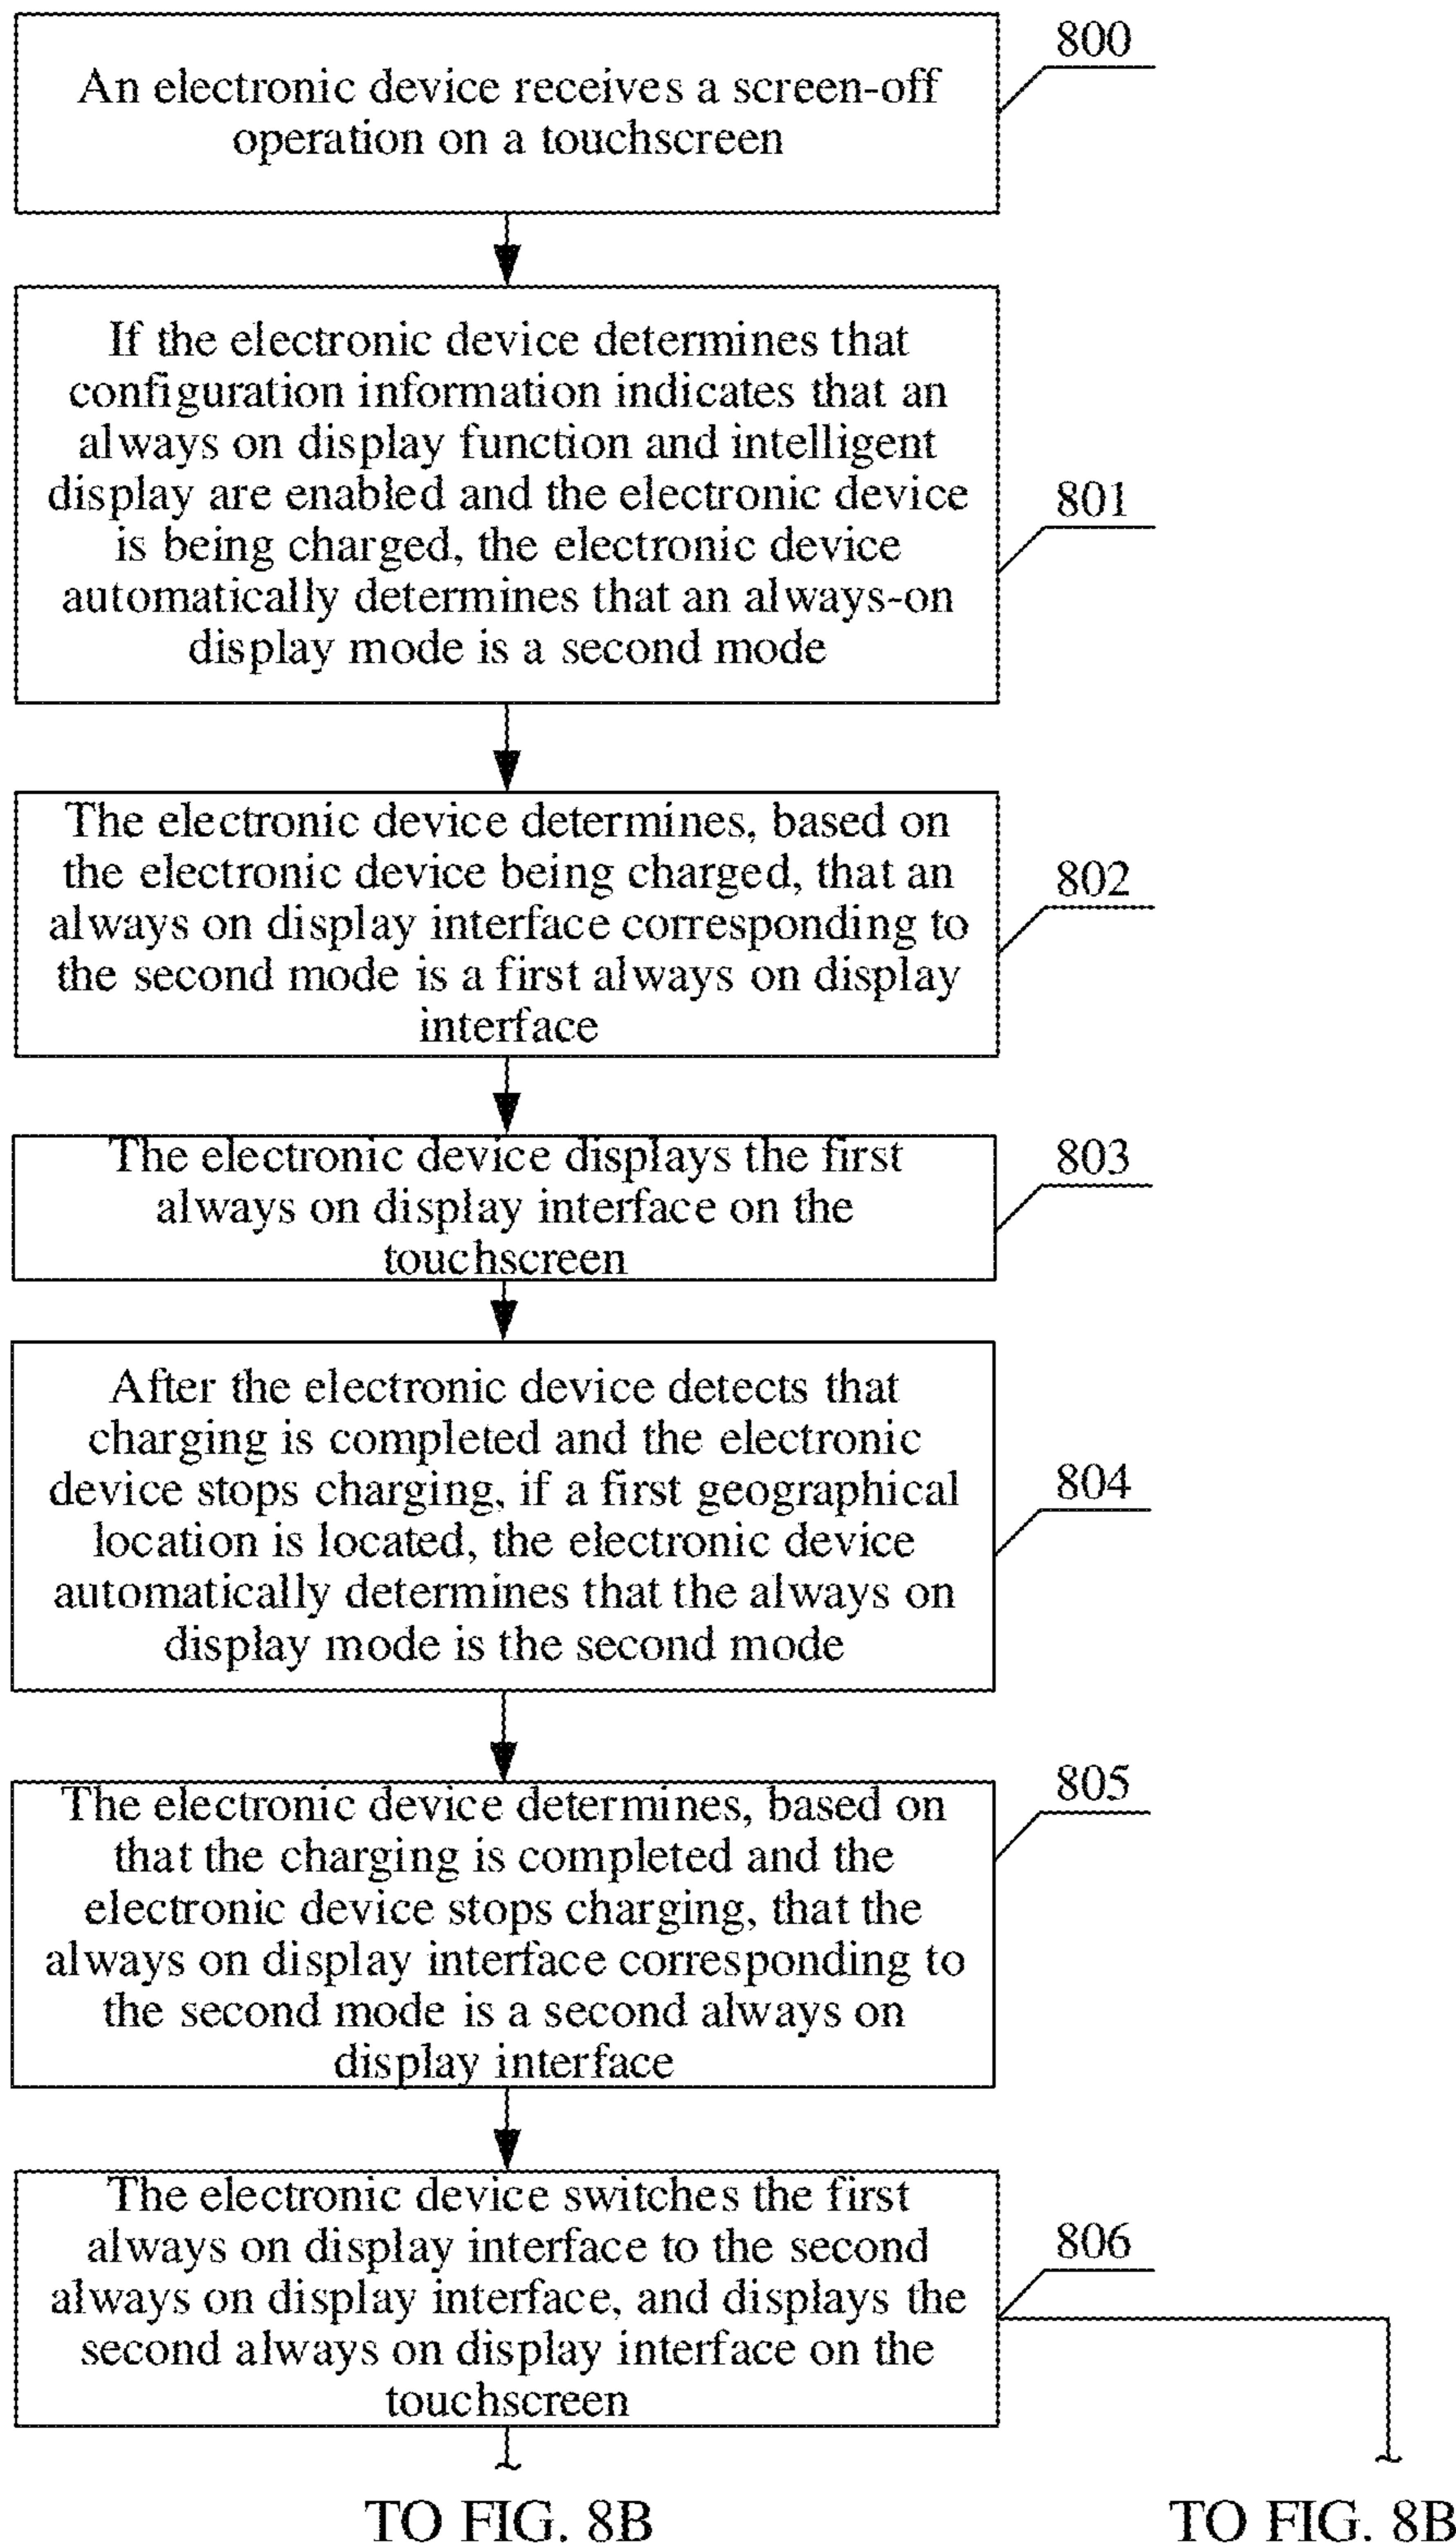 An electronic device receives a screen-off
operation on a touchscreen
800
If the electronic device determines that
configuration information indicates that an
always on display function and intelligent
display are enabled and the electronic device
is being charged, the electronic device
automatically determines that an always-on
display mode is a second mode
801
The electronic device determines, based on
the electronic device being charged, that an
always on display interface corresponding to
the second mode is a first always on display
interface
802
The electronic device displays the first
always on display interface on the
touchscreen
803
After the electronic device detects that
charging is completed and the electronic
device stops charging, if a first geographical
location is located, the electronic device
automatically determines that the always on
display mode is the second mode
804
The electronic device determines, based on
that the charging is completed and the
electronic device stops charging, that the
always on display interface corresponding to
the second mode is a second always on
display interface
805
The electronic device switches the first
always on display interface to the second
always on display interface, and displays the
second always on display interface on the
touchscreen
806
TO FIG. 8B
TO FIG. 8B